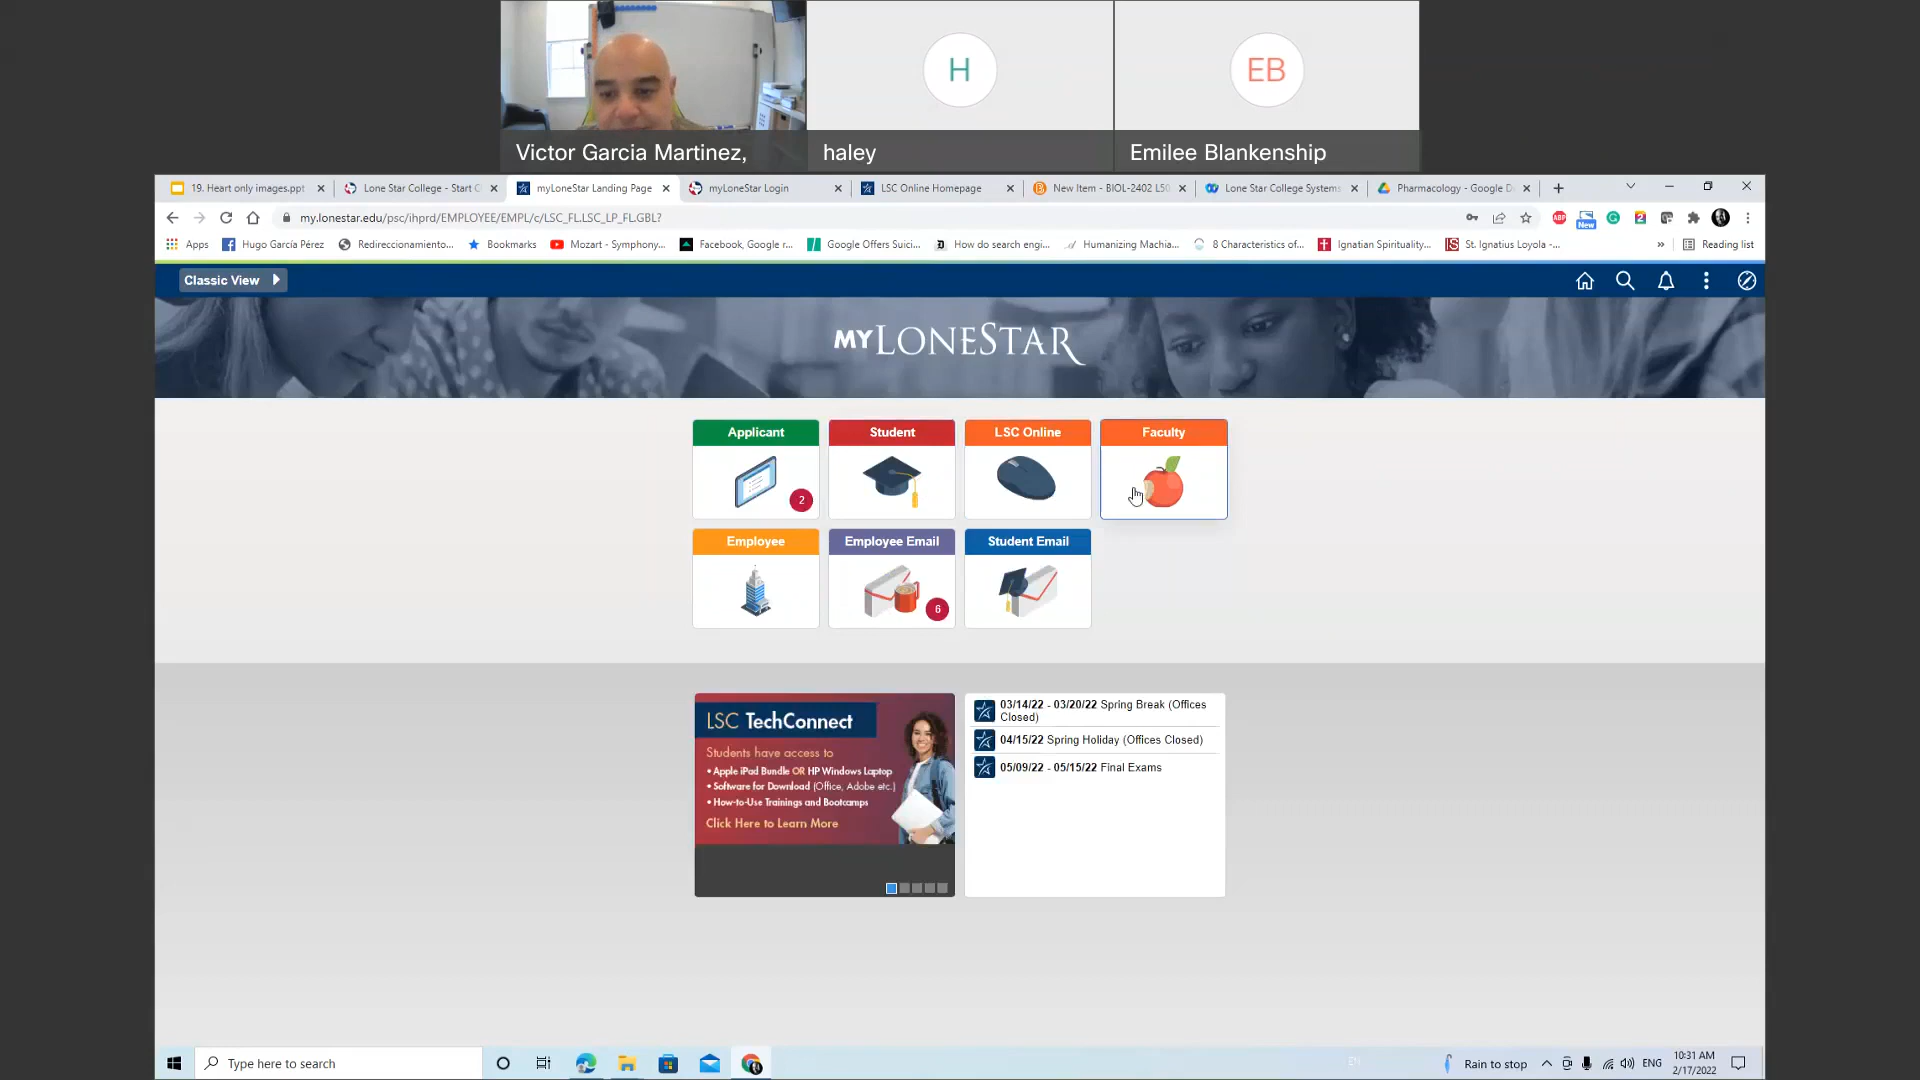 H
EB
Victor Garcia Martinez,
haley
Emilee Blankenship
19. Heart only images.ppt
Lone Star College - Start C
myLoneStar Landing Page
myLoneStar Login
LSC Online Homepage
New Item - BIOL-2402 L50
Lone Star College Systems
Pharmacology - Google D
my.lonestar.edu/psc/ihprd/EMPLOYEE/EMPL/c/LSC_FL.LSC_LP_FL.GBL?
ABP
New
2
Apps
Hugo García Pérez
Redireccionamiento...
Bookmarks
Mozart - Symphony...
Facebook, Google r...
Google Offers Suici...
How do search engi...
Humanizing Machia...
8 Characteristics of...
Ignatian Spirituality...
St. Ignatius Loyola -...
»
Reading list
Classic View
MYLONESTAR
Applicant
Student
LSC Online
Faculty
2
Employee
Employee Email
Student Email
6
LSC TechConnect
Students have access to
• Apple iPad Bundle OR HP Windows Laptop
• Software for Download (Office, Adobe etc.)
• How-to-Use Trainings and Bootcamps
Click Here to Learn More
03/14/22 - 03/20/22 Spring Break (Offices
Closed)
04/15/22 Spring Holiday (Offices Closed)
05/09/22 - 05/15/22 Final Exams
Type here to search
EN
Rain to stop
ENG
10:31 AM
2/17/2022